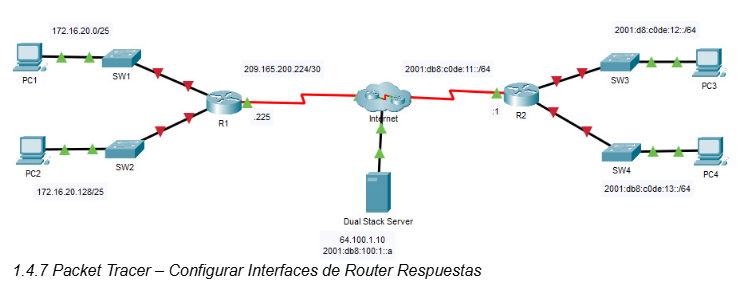 172.16.20.0/25
2001:d8:c0de:12::/64
PC1
SW1
209.165.200.224/30
2001:db8:c0de:11::/64
SW3
PC3
R1
.225
Internet
:1
R2
PC2
SW2
172.16.20.128/25
SW4
PC4
2001:db8:c0de:13::/64
Dual Stack Server
64.100.1.10
2001:db8:100:1::a
1.4.7 Packet Tracer – Configurar Interfaces de Router Respuestas